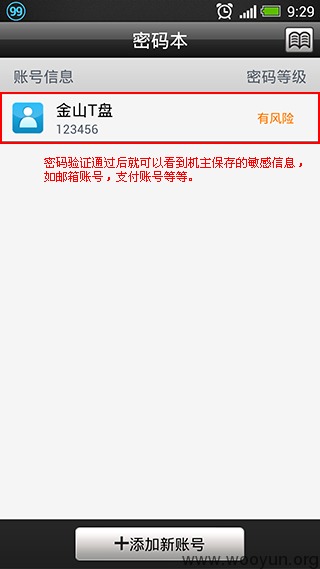 99 9:29
密码本
账号信息 密码等级
金山T盘
123456
有风险
密码验证通过后就可以看到机主保存的敏感信息，
如邮箱账号，支付账号等等。
+添加新账号
www.wooyun.org